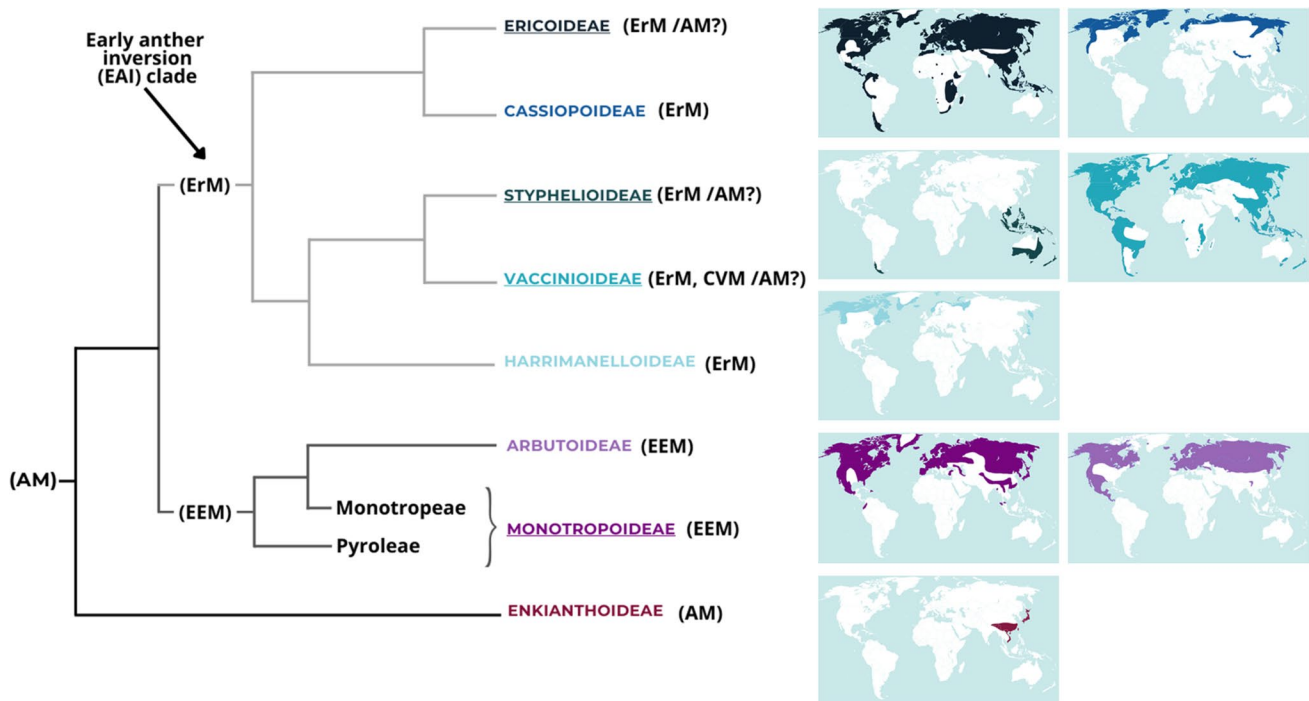 Early anther
inversion
(EAI) clade
ERICOIDEAE (ErM /AM?)
CASSIOPOIDEAE (ErM)
(ErM)
STYPHELIOIDEAE (ErM /AM?)
VACCINIOIDEAE (ErM, CVM /AM?)
HARRIMANELLOIDEAE (ErM)
ARBUTOIDEAE (EEM)
(AM)
(EEM)
Monotropeae
MONOTROPOIDEAE (EEM)
Pyroleae
ENKIANTHOIDEAE (AM)